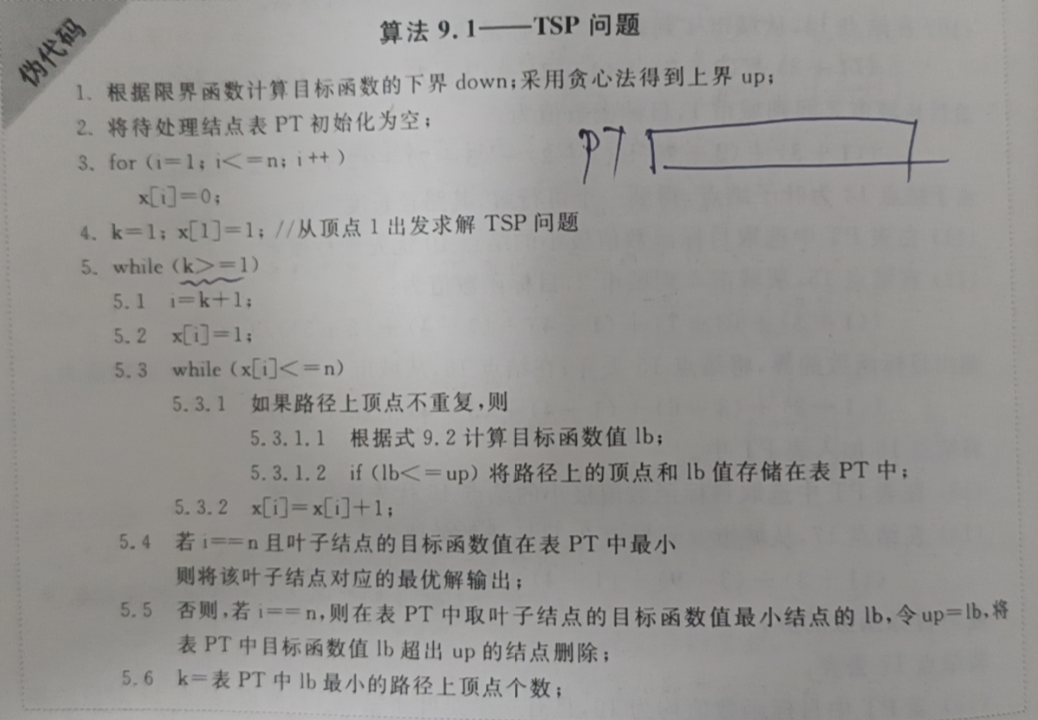 伪代码
算法 9.1——TSP 问题
1. 根据限界函数计算目标函数的下界 down;采用贪心法得到上界 up;
2. 将待处理结点表 PT 初始化为空;
PT
3. for (i=1; i<=n; i++)
x[i]=0;
4. k=1; x[1]=1; //从顶点 1 出发求解 TSP 问题
5. while (k>=1)
5.1 i=k+1;
5.2 x[i]=1;
5.3 while (x[i]<=n)
5.3.1 如果路径上顶点不重复,则
5.3.1.1 根据式 9.2 计算目标函数值 lb;
5.3.1.2 if (lb<=up) 将路径上的顶点和 lb 值存储在表 PT 中;
5.3.2 x[i]=x[i]+1;
5.4 若 i==n 且叶子结点的目标函数值在表 PT 中最小
则将该叶子结点对应的最优解输出;
5.5 否则,若 i==n,则在表 PT 中取叶子结点的目标函数值最小结点的 lb,令 up=lb,将
表 PT 中目标函数值 lb 超出 up 的结点删除;
5.6 k=表 PT 中 lb 最小的路径上顶点个数;